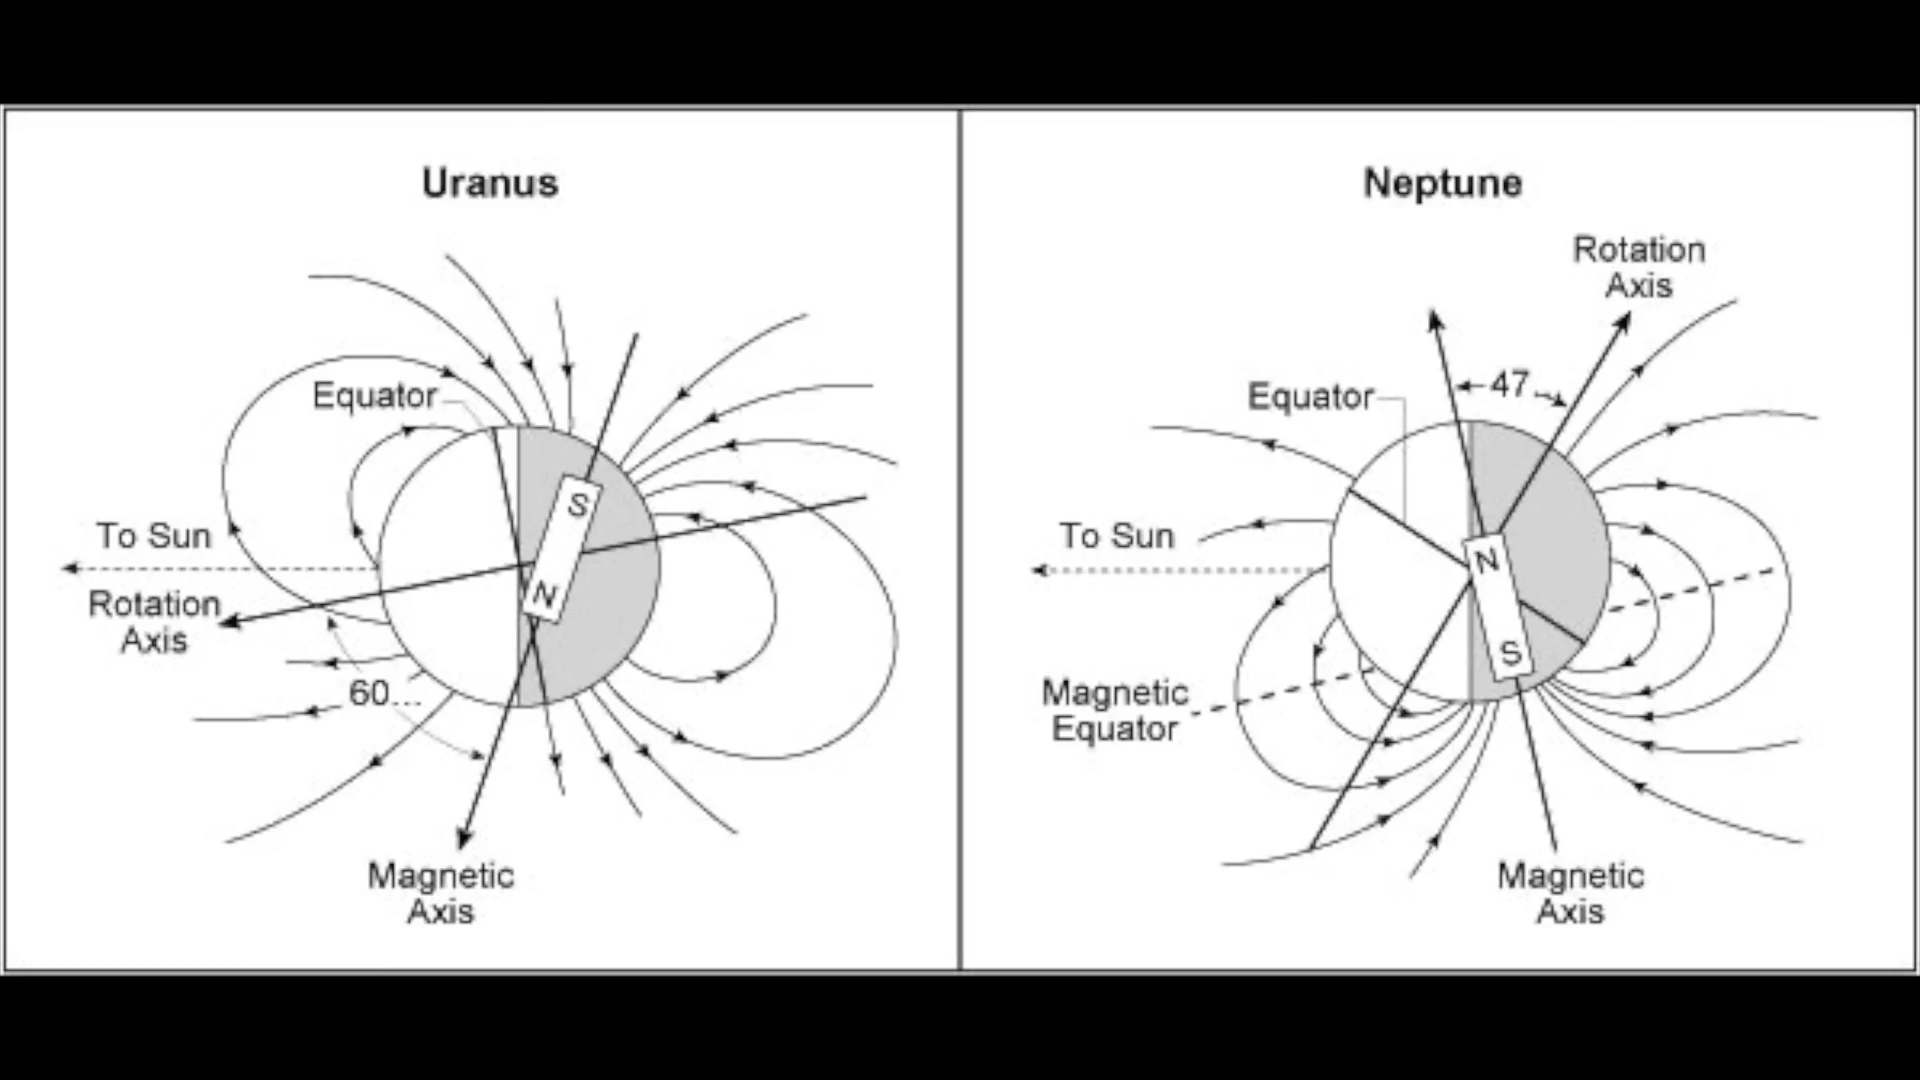 Uranus
Equator
S
N
To Sun
Rotation
Axis
60...
Magnetic
Axis
Neptune
Rotation
Axis
47
Equator
N
S
To Sun
Magnetic
Equator
Magnetic
Axis